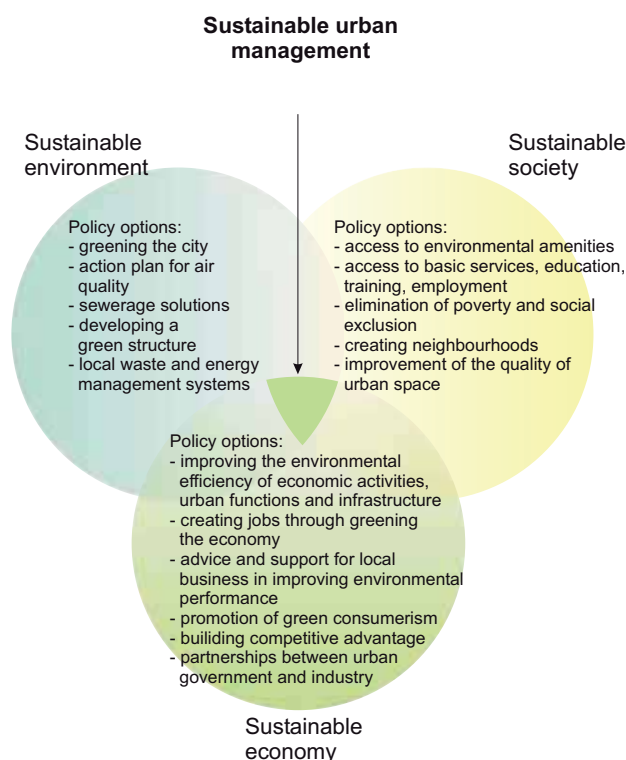 Sustainable urban
management
Sustainable
environment
Sustainable
society
Policy options:
- greening the city
- action plan for air
quality
- sewerage solutions
- developing a
green structure
- local waste and energy
management systems
Policy options:
- access to environmental amenities
- access to basic services, education,
training, employment
- elimination of poverty and social
exclusion
- creating neighbourhoods
- improvement of the quality of
urban space
Policy options:
- improving the environmental
efficiency of economic activities,
urban functions and infrastructure
- creating jobs through greening
the economy
- advice and support for local
business in improving environmental
performance
- promotion of green consumerism
- builiding competitive advantage
- partnerships between urban
government and industry
Sustainable
economy